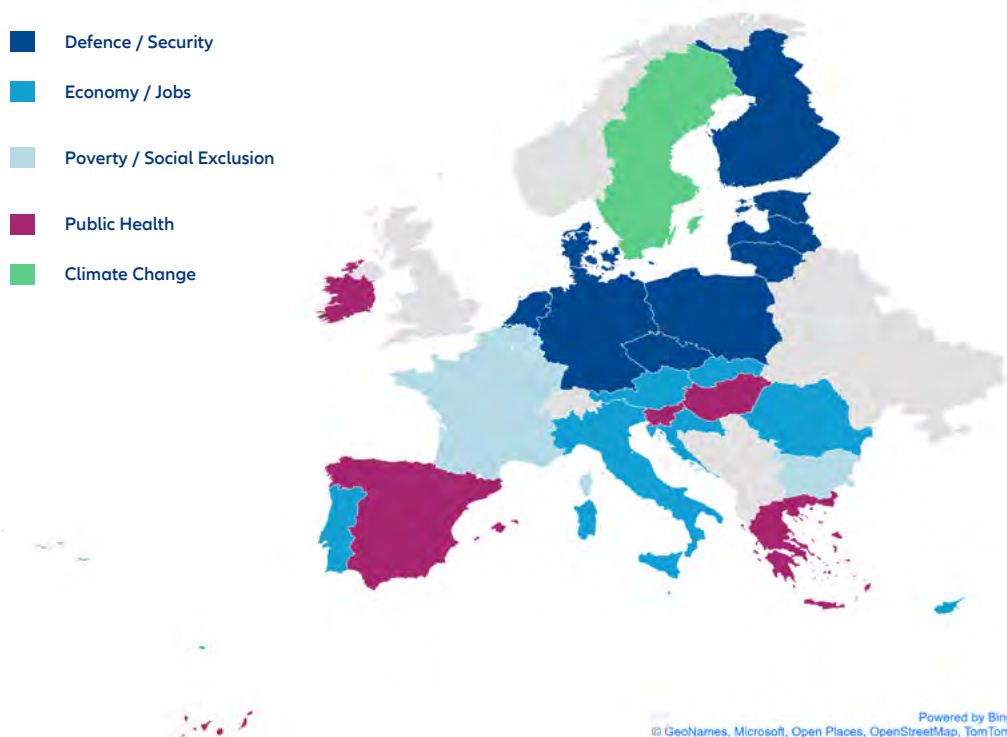 Defence / Security
Economy / Jobs
Poverty / Social Exclusion
Public Health
Climate Change
Powered by Bin
© GeoNames, Microsoft, Open Places, OpenStreetMap, TomTom